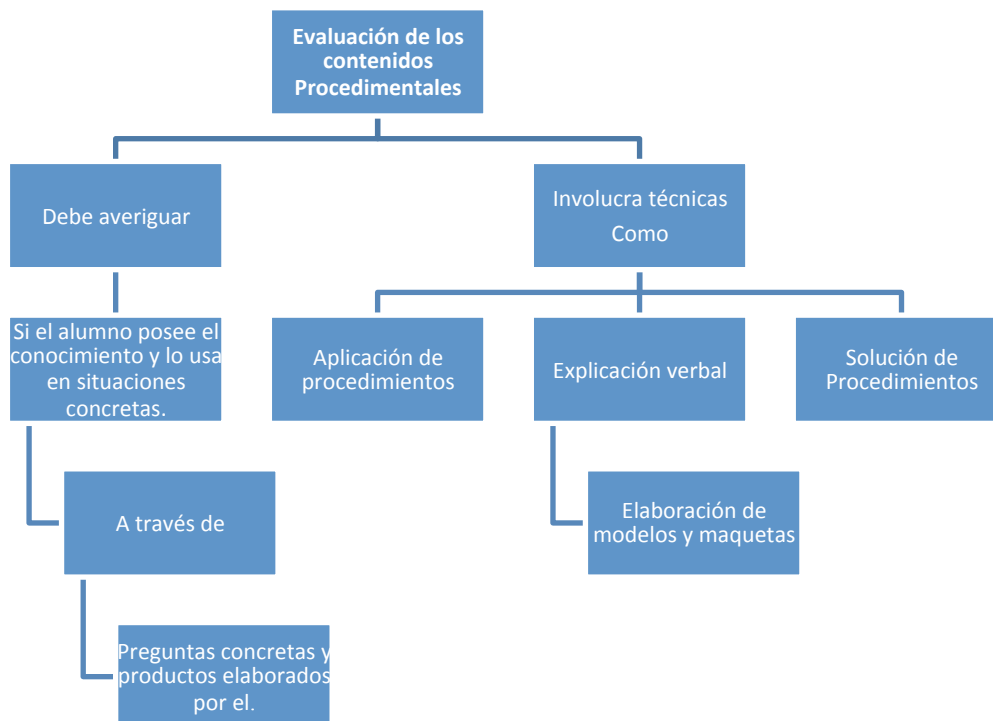 Evaluación de los
contenidos
Procedimentales
Debe averiguar
Involucra técnicas
Como
Si el alumno posee el
conocimiento y lo usa
en situaciones
concretas.
Aplicación de
procedimientos
Explicación verbal
Solución de
Procedimientos
A través de
Elaboración de
modelos y maquetas
Preguntas concretas y
productos elaborados
por el.